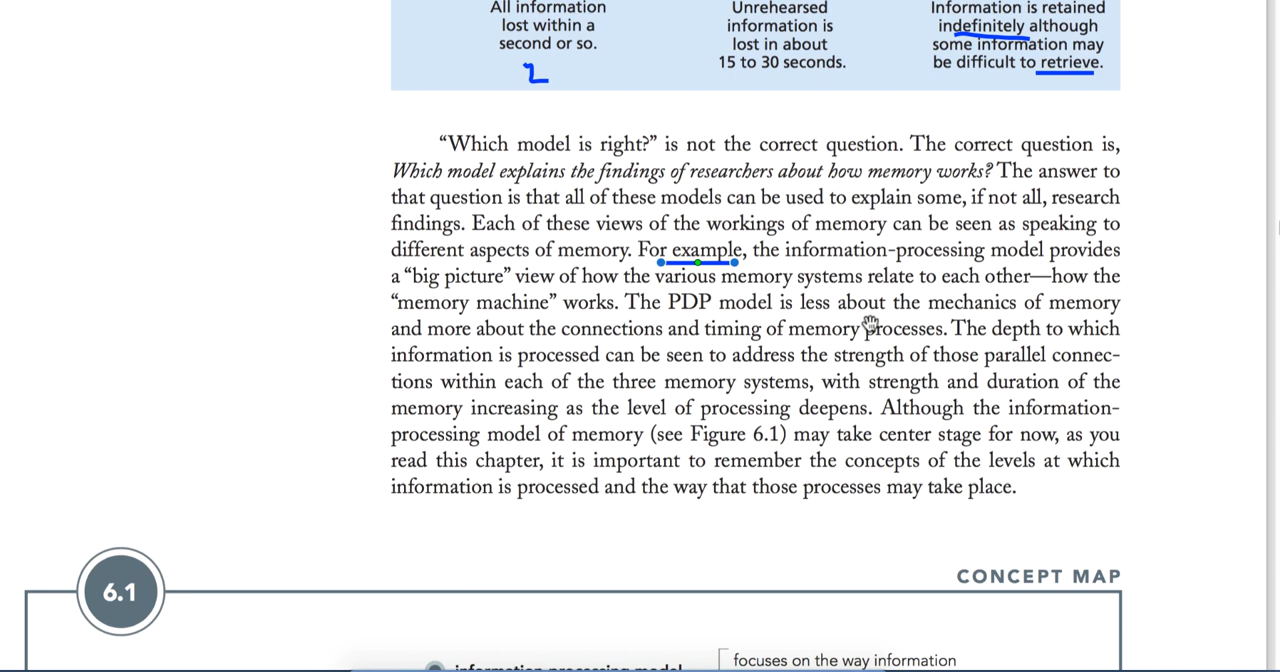 All information
lost within a
second or so.
2
Unrehearsed
information is
lost in about
15 to 30 seconds.
Information is retained
indefinitely although
some information may
be difficult to retrieve.
“Which model is right?” is not the correct question. The correct question is,
Which model explains the findings of researchers about how memory works? The answer to
that question is that all of these models can be used to explain some, if not all, research
findings. Each of these views of the workings of memory can be seen as speaking to
different aspects of memory. For example, the information-processing model provides
a “big picture” view of how the various memory systems relate to each other—how the
“memory machine” works. The PDP model is less about the mechanics of memory
and more about the connections and timing of memory processes. The depth to which
information is processed can be seen to address the strength of those parallel connec-
tions within each of the three memory systems, with strength and duration of the
memory increasing as the level of processing deepens. Although the information-
processing model of memory (see Figure 6.1) may take center stage for now, as you
read this chapter, it is important to remember the concepts of the levels at which
information is processed and the way that those processes may take place.
CONCEPT MAP
6.1
information processing model
focuses on the way information